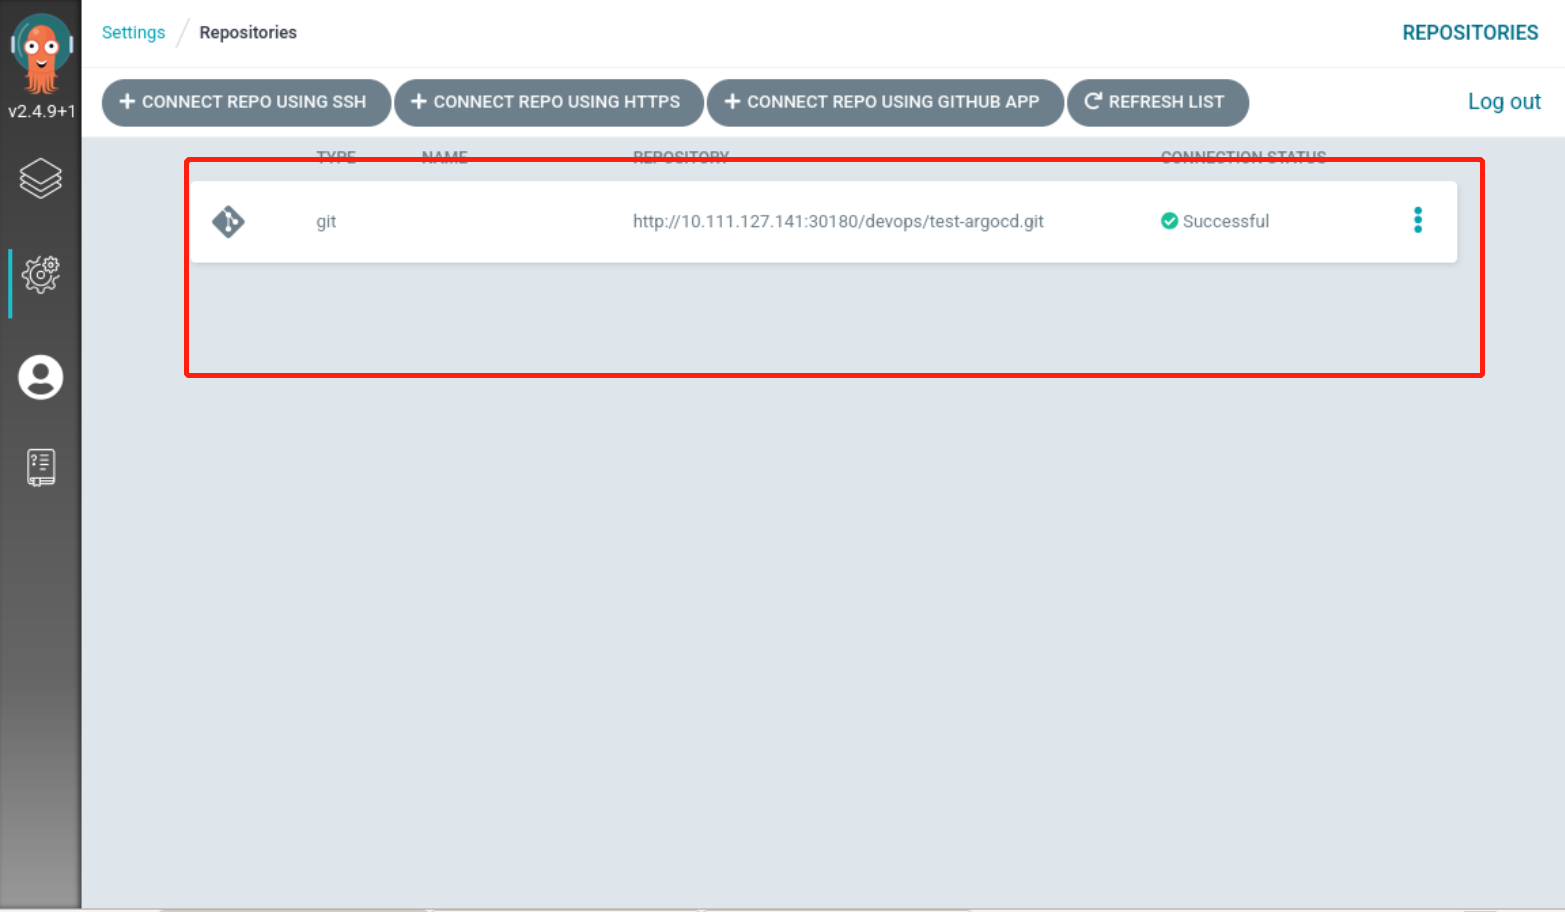 Settings / Repositories
REPOSITORIES
v2.4.9+1
CONNECT REPO USING SSH
CONNECT REPO USING HTTPS
CONNECT REPO USING GITHUB APP
REFRESH LIST
Log out
TYPE NAME REPOSITORY CONNECTION STATUS
git http://10.111.127.141:30180/devops/test-argocd.git Successful